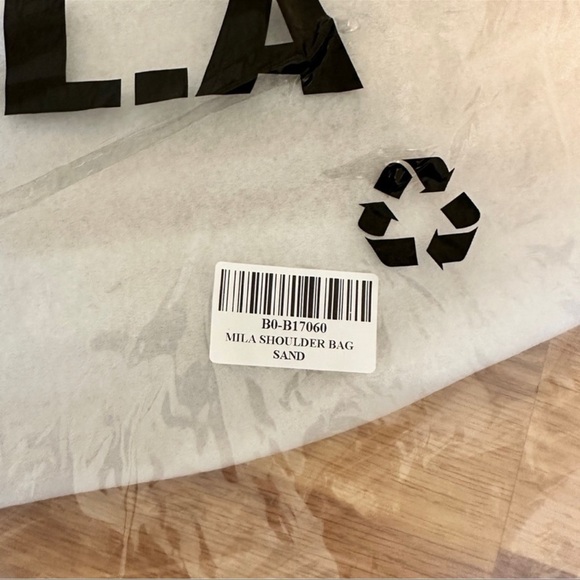 L.A
B0-B17060
MILA SHOULDER BAG
SAND